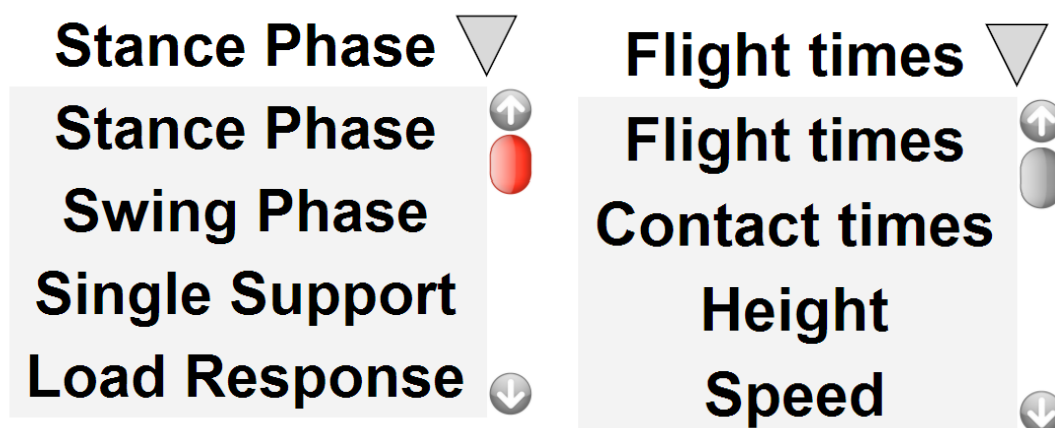 Stance Phase
Stance Phase
Swing Phase
Single Support
Load Response
Flight times
Flight times
Contact times
Height
Speed